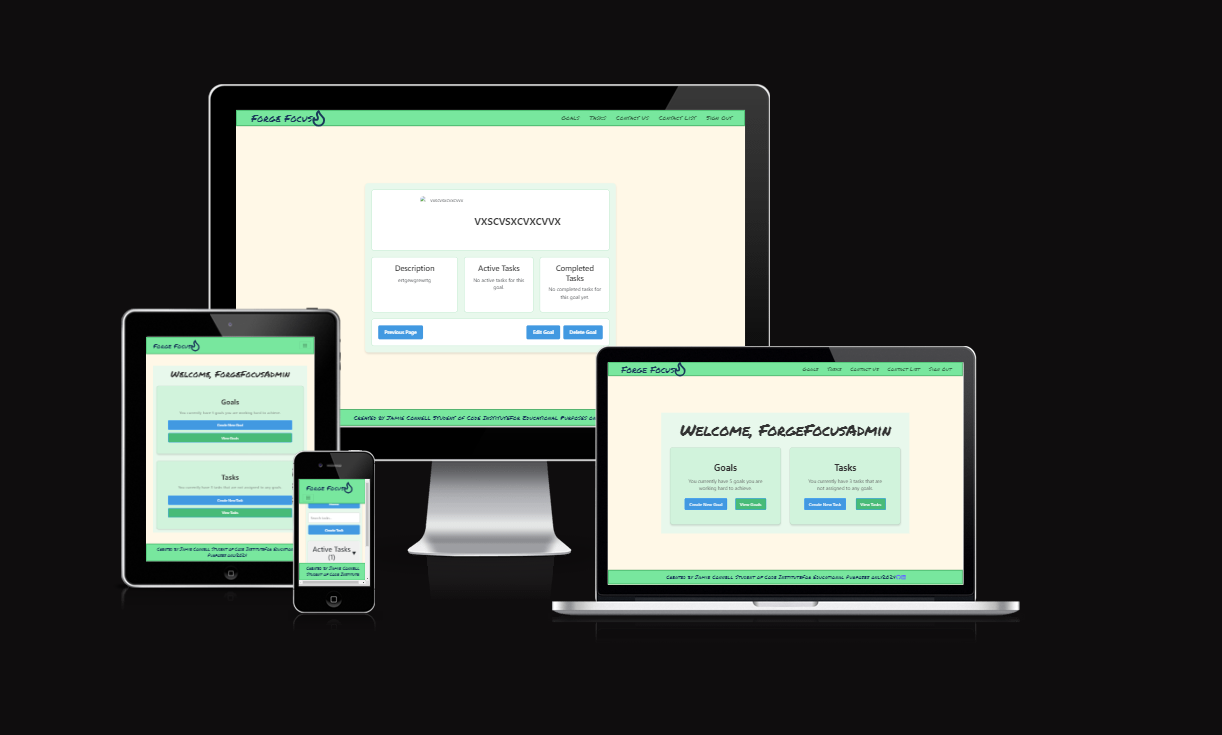 Forge Focus
Goals Tasks Contact Us Contact List Sign Out
vxscvsxcvxcvvx
VXSCVSXCVXCVVX
Description
Active Tasks
No active tasks for this
goal.
Completed
Tasks
No completed tasks for
this goal yet.
Previous Page
Edit Goal Delete Goal
Created by Jamie Connell Student of Code InstituteFor Educational Purposes on
Forge Focus
Welcome, ForgeFocusAdmin
Goals
You currently have 5 goals you are working hard to achieve.
Create New Goal
View Goals
Tasks
You currently have 3 tasks that are not assigned to any goals.
Create New Task
View Tasks
Created by Jamie Connell Student of Code InstituteFor Educational
Purposes only2024
Forge Focus
Create Task
Active Tasks
(1)
Created by Jamie Connell
Student of Code Institute
Forge Focus
Goals Tasks Contact Us Contact List Sign Out
Welcome, ForgeFocusAdmin
Goals
You currently have 5 goals you are
working hard to achieve.
Create New Goal View Goals
Tasks
You currently have 3 tasks that are
not assigned to any goals.
Create New Task View Tasks
Created by Jamie Connell Student of Code InstituteFor Educational Purposes only2024